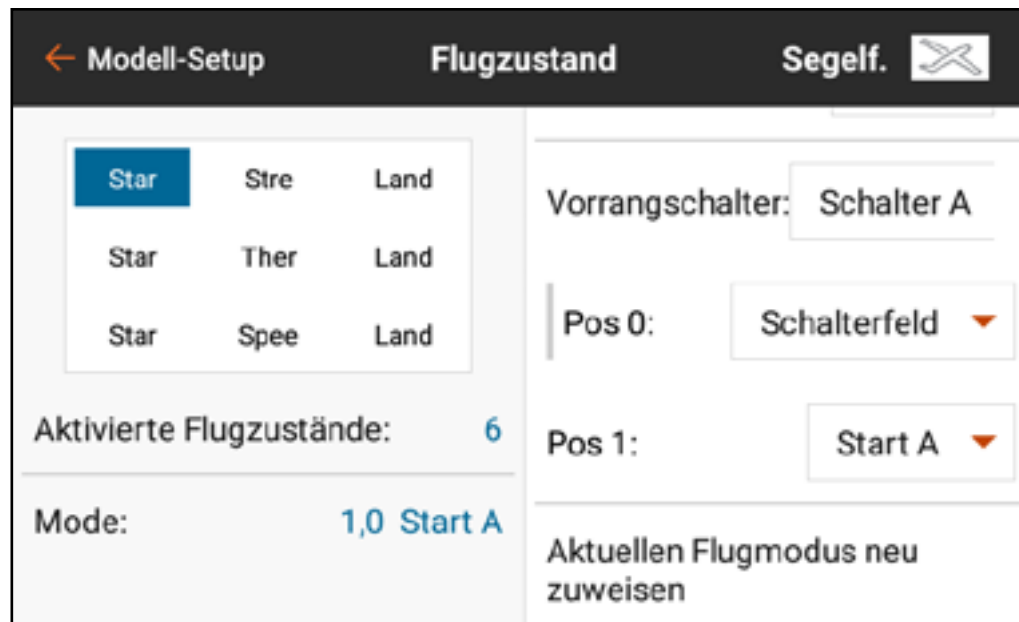 Modell-Setup Flugzustand Segelf.
Star Stre Land
Star Ther Land
Star Spee Land
Aktivierte Flugzustände: 6
Mode: 1,0 Start A
Vorrangschalter: Schalter A
Pos 0: Schalterfeld
Pos 1: Start A
Aktuellen Flugmodus neu
zuweisen